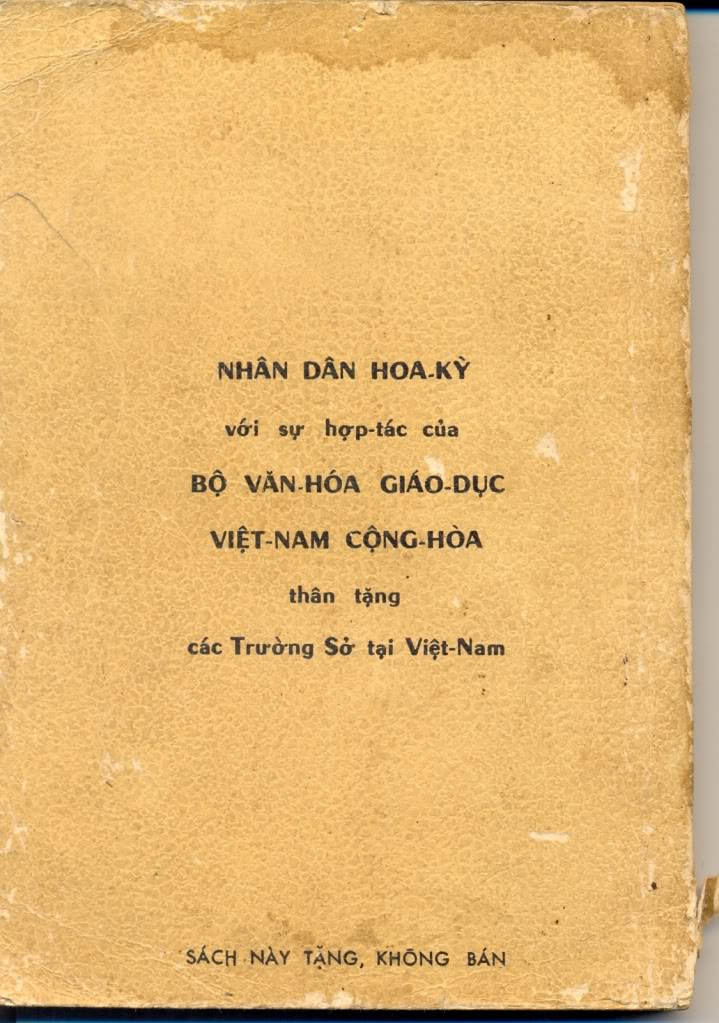 NHÂN DÂN HOA-KỲ
với sự hợp-tác của
BỘ VĂN-HÓA GIÁO-DỤC
VIỆT-NAM CỘNG-HÒA
thân tặng
các Trường Sở tại Việt-Nam
SÁCH NÀY TẶNG, KHÔNG BÁN